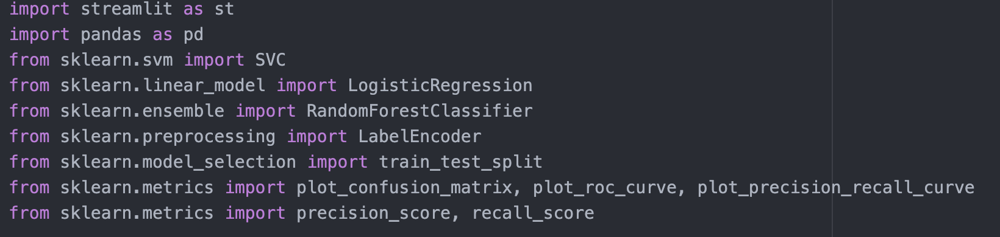 import streamlit as st
import pandas as pd
from sklearn.svm import SVC
from sklearn.linear_model import LogisticRegression
from sklearn.ensemble import RandomForestClassifier
from sklearn.preprocessing import LabelEncoder
from sklearn.model_selection import train_test_split
from sklearn.metrics import plot_confusion_matrix, plot_roc_curve, plot_precision_recall_curve
from sklearn.metrics import precision_score, recall_score